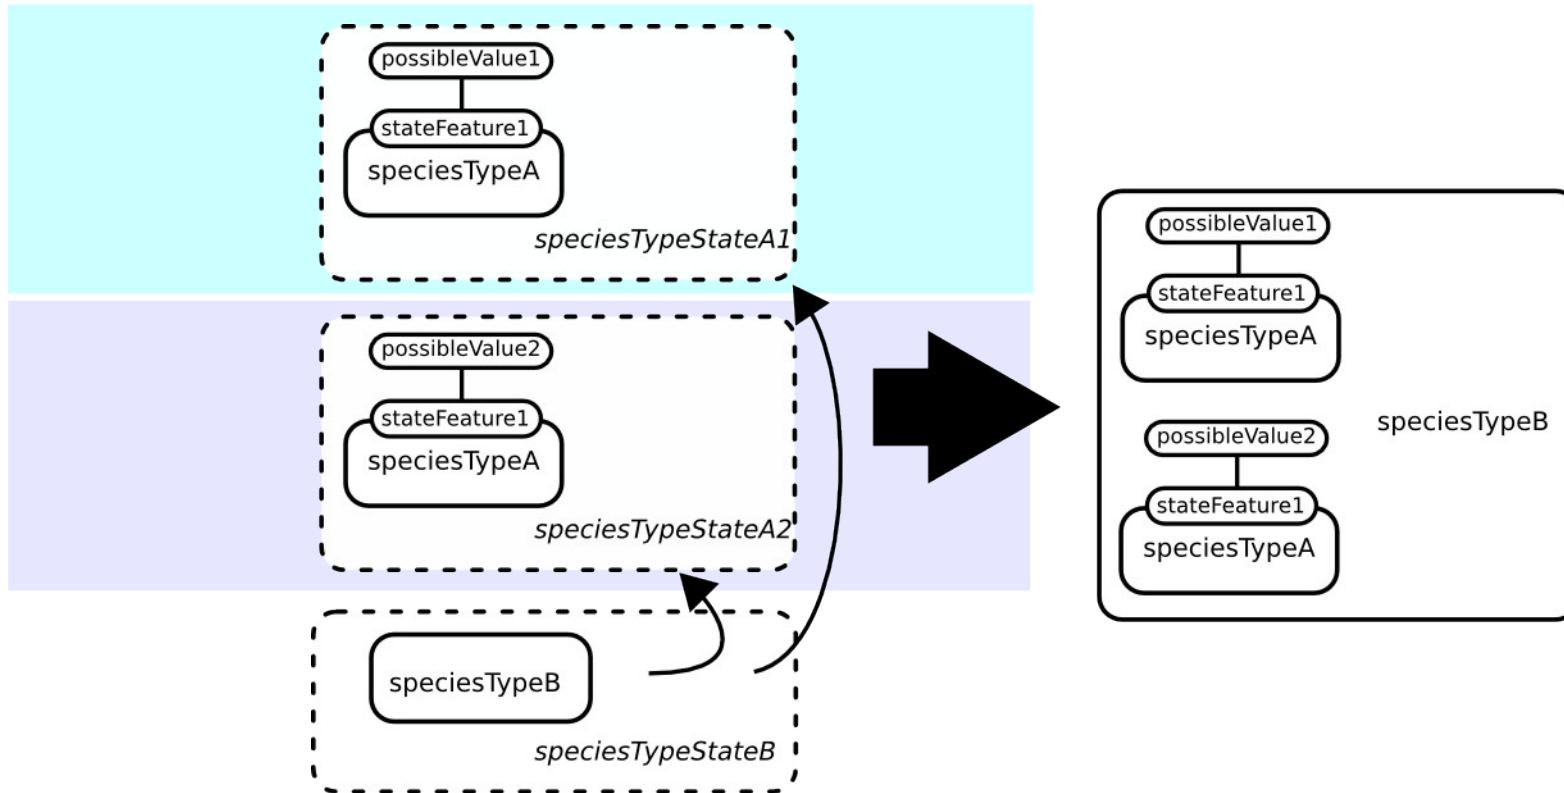 possibleValue1
stateFeature1
speciesTypeA
speciesTypeStateA1
possibleValue2
stateFeature1
speciesTypeA
speciesTypeStateA2
speciesTypeB
speciesTypeStateB
possibleValue1
stateFeature1
speciesTypeA
speciesTypeB
possibleValue2
stateFeature1
speciesTypeA